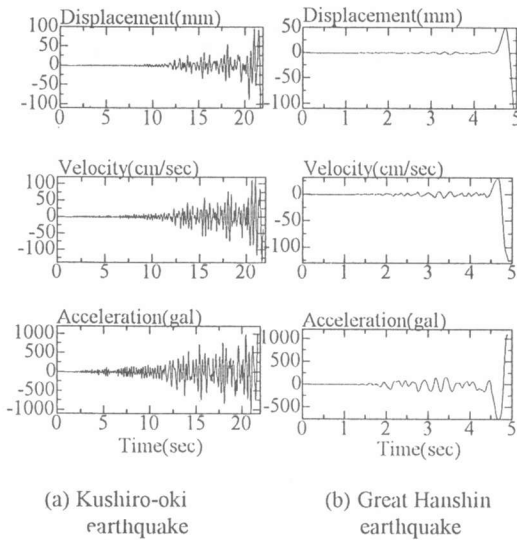 Displacement(mm)
100
50
0
-50
-100
0 5 10 15 20
Velocity(cm/sec)
100
50
0
-50
-100
0 5 10 15 20
Acceleration(gal)
1000
500
0
-500
-1000
0 5 10 15 20
Time(sec)
(a) Kushiro-oki
earthquake
Displacement(mm)
50
0
-50
-100
0 1 2 3 4 5
Velocity(cm/sec)
0
-50
-100
0 1 2 3 4 5
Acceleration(gal)
1000
500
0
-500
0 1 2 3 4 5
Time(sec)
(b) Great Hanshin
earthquake